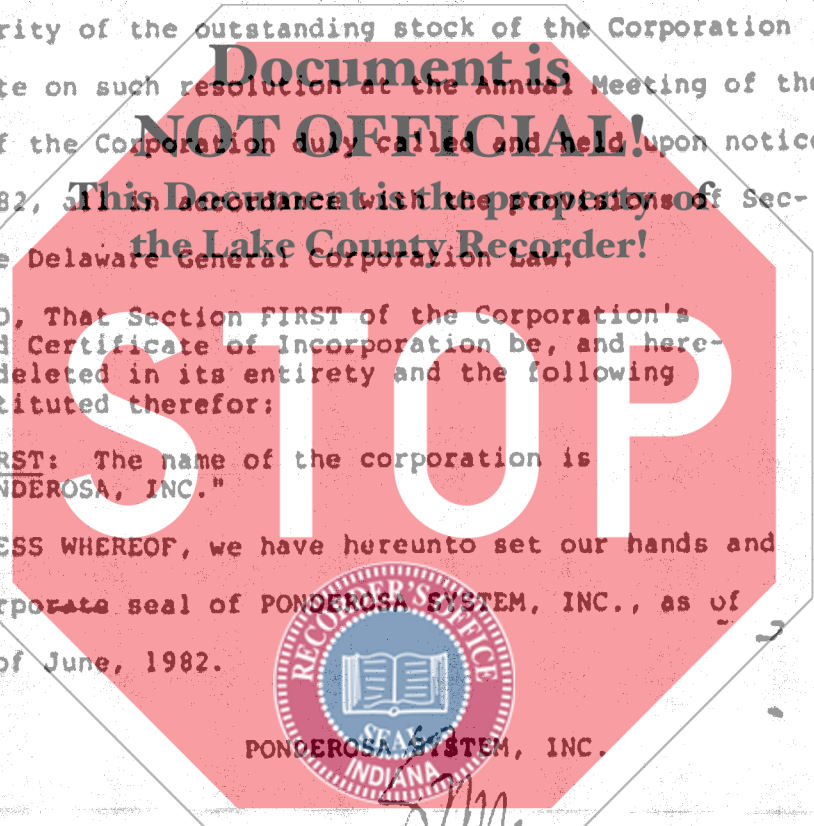 rity of the outstanding stock of the Corporation
Document is
te on such resolution at the Annual Meeting of the
NOT OFFICIAL!
f the Corporation duly called and held upon notice
This Document is the property of
82, all in accordance with the provisions of Sec-
the Lake County Recorder!
e Delaware General Corporation Law:
D, That Section FIRST of the Corporation's
d Certificate of Incorporation be, and here-
deleted in its entirety and the following
tituted therefor:
STOP
RST: The name of the corporation is
NDEROSA, INC."
ESS WHEREOF, we have hereunto set our hands and
rporate seal of PONDEROSA SYSTEM, INC., as of
of June, 1982.
RECORDER'S OFFICE
SEAL
INDIANA
PONDEROSA SYSTEM, INC.